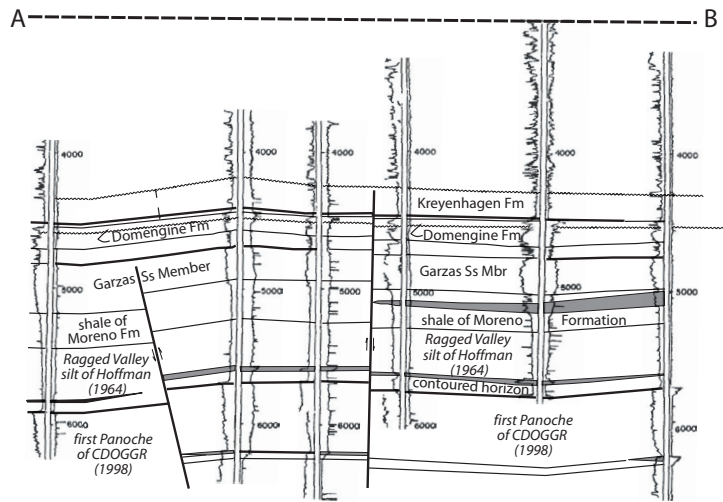 A
B
4000
4000
4000
4000
4000
4000
Kreyenhagen Fm
Domengine Fm
Domengine Fm
Garzas Ss Member
Garzas Ss Mbr
5000
5000
5000
5000
5000
5000
shale of
Moreno Fm
shale of Moreno
Formation
Ragged Valley
silt of Hoffman
(1964)
Ragged Valley
silt of Hoffman
(1964)
contoured horizon
6000
6000
6000
6000
6000
first Panoche
of CDOGGR
(1998)
first Panoche
of CDOGGR
(1998)